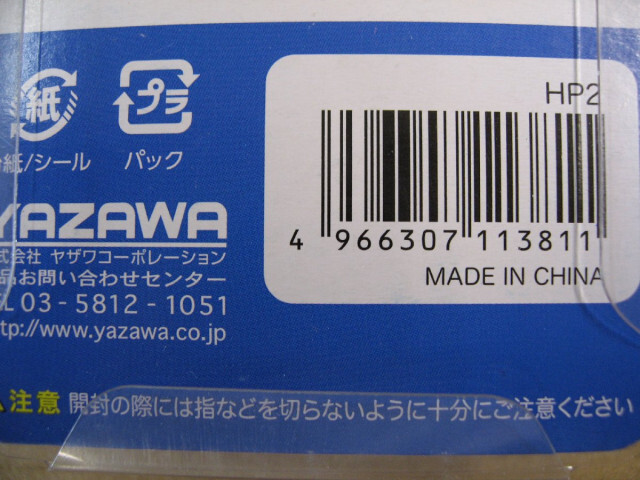 紙
プラ
紙/シール
パック
HP2
4 966307 113811
MADE IN CHINA
YAZAWA
式会社 ヤザワコーポレーション
品お問い合わせセンター
EL 03-5812-1051
http://www.yazawa.co.jp
注意 開封の際には指などを切らないように十分にご注意ください